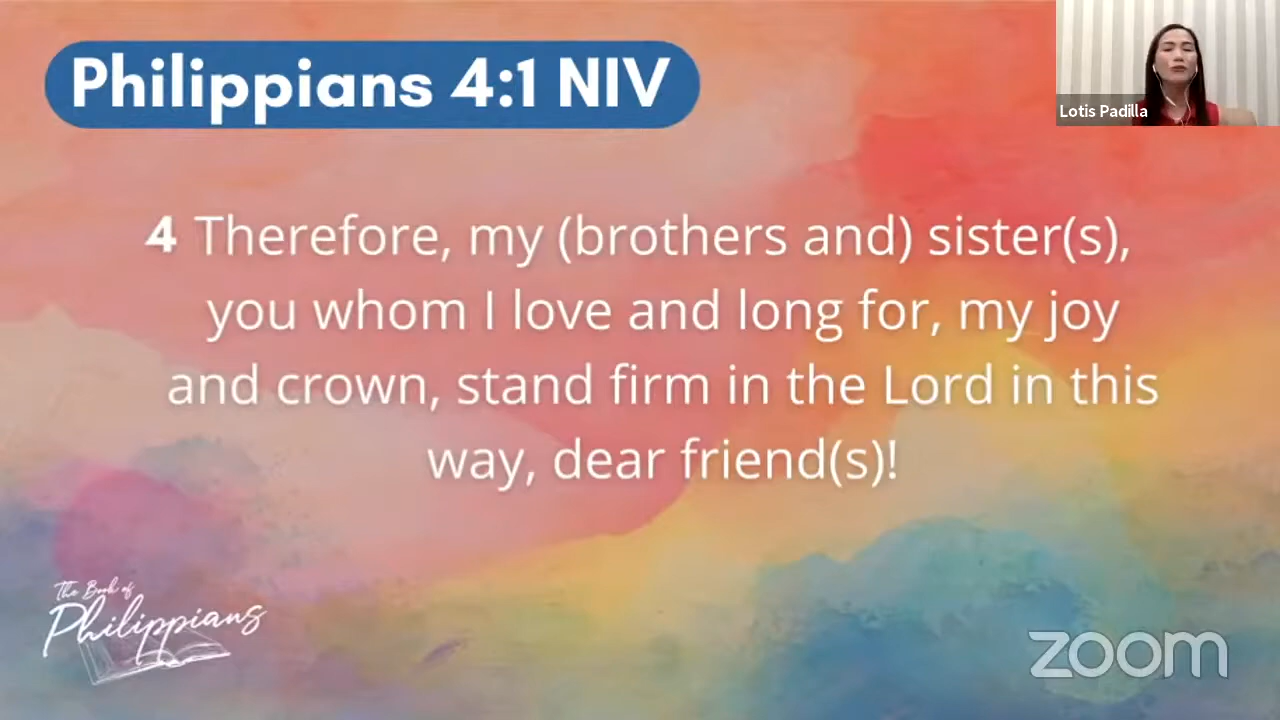 Philippians 4:1 NIV
Lotis Padilla
4 Therefore, my (brothers and) sister(s),
you whom I love and long for, my joy
and crown, stand firm in the Lord in this
way, dear friend(s)!
The Book of
Philippians
zoom